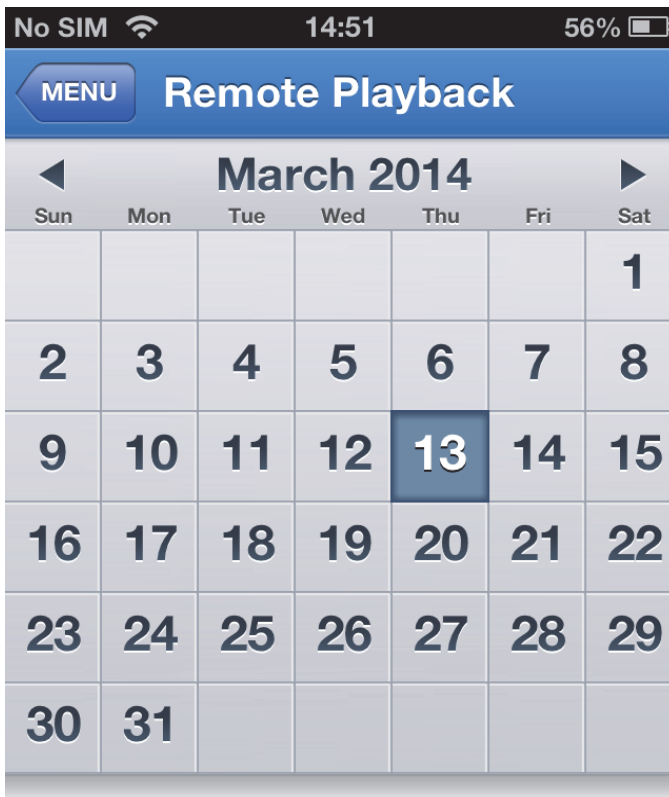 No SIM 14:51 56%
MENU Remote Playback
March 2014
Sun Mon Tue Wed Thu Fri Sat
1
2 3 4 5 6 7 8
9 10 11 12 13 14 15
16 17 18 19 20 21 22
23 24 25 26 27 28 29
30 31